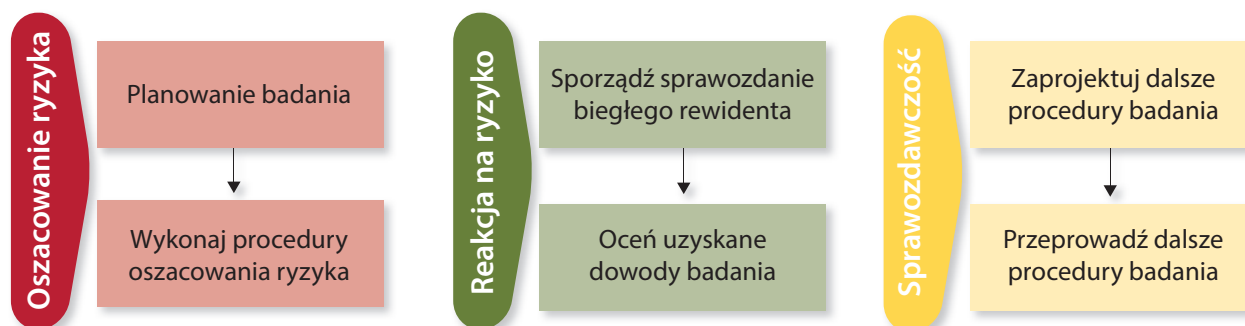 Oszacowanie ryzyka
Planowanie badania
Wykonaj procedury
oszacowania ryzyka
Reakcja na ryzyko
Sporządź sprawozdanie
biegłego rewidenta
Oceń uzyskane
dowody badania
Sprawozdawczość
Zaprojektuj dalsze
procedury badania
Przeprowadź dalsze
procedury badania